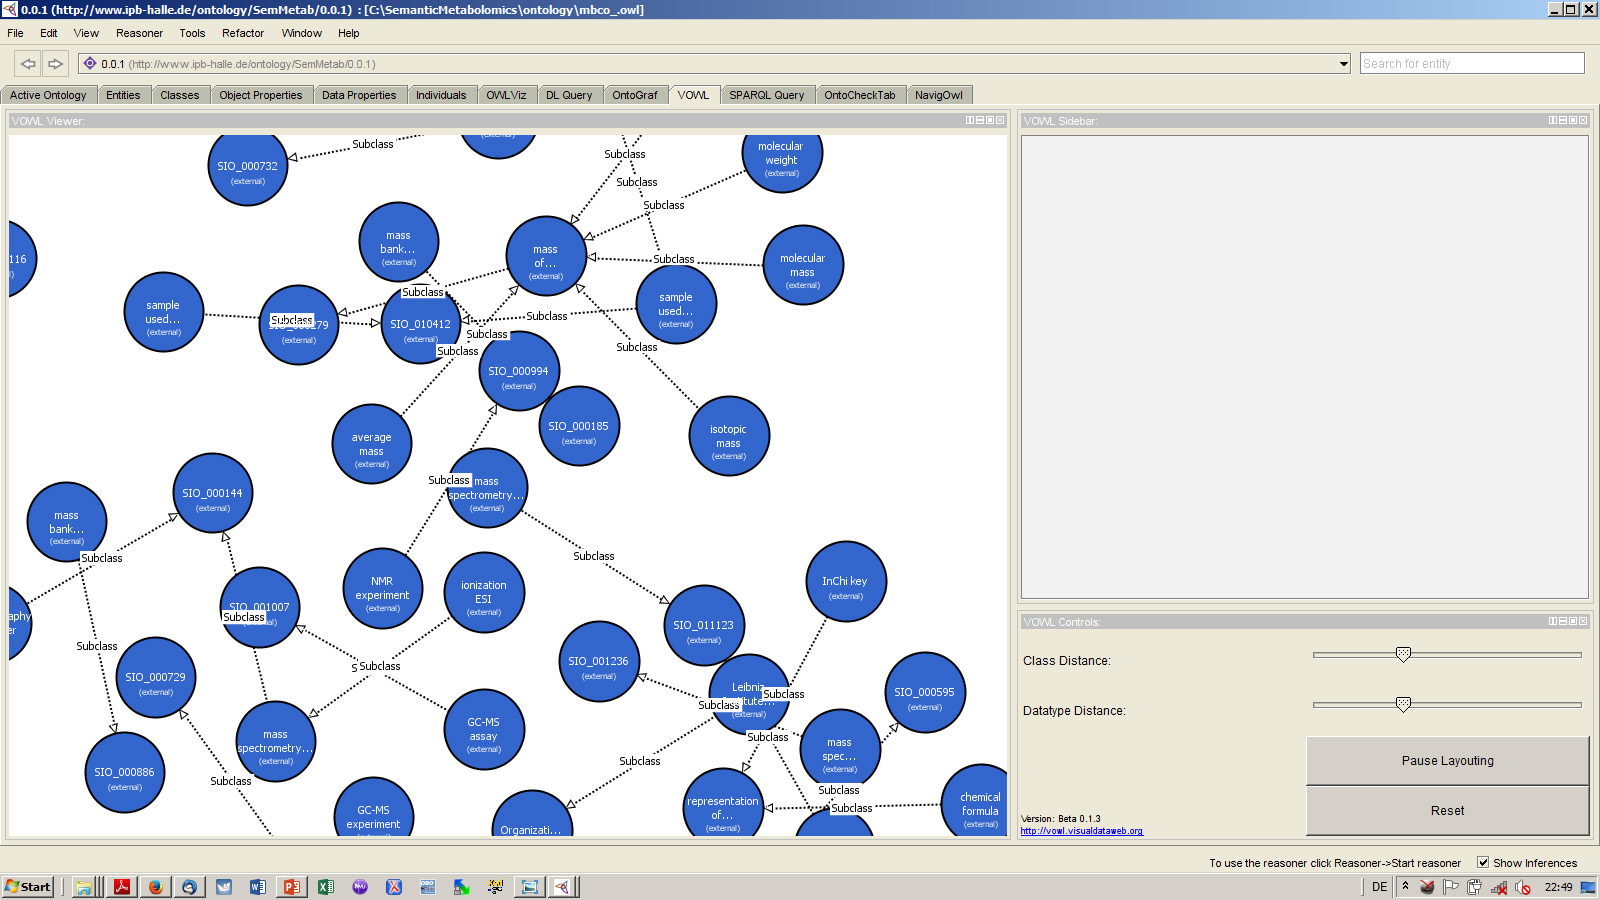 0.0.1 (http://www.ipb-halle.de/ontology/SemMetab/0.0.1) : [C:\SemanticMetabolomics\ontology\mbco_.owl]
File Edit View Reasoner Tools Refactor Window Help
0.0.1 (http://www.ipb-halle.de/ontology/SemMetab/0.0.1)
Search for entity
Active Ontology Entities Classes Object Properties Data Properties Individuals OWLViz DL Query OntoGraf VOWL SPARQL Query OntoCheckTab NavigOwl
VOWL Viewer:
SIO_000732
(external)
Subclass
Subclass
Subclass
Subclass
molecular
weight
(external)
116
mass
bank...
(external)
mass
of...
(external)
Subclass
molecular
mass
(external)
sample
used...
(external)
Subclass
(external)
Subclass
SIO_010412
(external)
Subclass
sample
used...
(external)
Subclass
Subclass
Subclass
SIO_000994
(external)
SIO_000185
(external)
average
mass
(external)
isotopic
mass
(external)
SIO_000144
(external)
Subclass
mass
spectrometry...
(external)
mass
bank...
(external)
Subclass
Subclass
NMR
experiment
(external)
ionization
ESI
(external)
InChi key
(external)
SIO_001007
Subclass
SIO_011123
(external)
Subclass
SIO_000729
(external)
Subclass
SIO_001236
(external)
Leibniz
(external)
Subclass
Subclass
SIO_000595
(external)
SIO_000886
(external)
mass
spectrometry...
(external)
GC-MS
assay
(external)
Subclass
mass
spec...
(external)
Subclass
Subclass
GC-MS
experiment
Organizati...
representation
of...
(external)
Subclass
Subclass
chemical
formula
(external)
VOWL Sidebar:
VOWL Controls:
Class Distance:
Datatype Distance:
Pause Layouting
Reset
Version: Beta 0.1.3
http://vowl.visualdataweb.org
To use the reasoner click Reasoner->Start reasoner Show Inferences
Start
DE
22:49